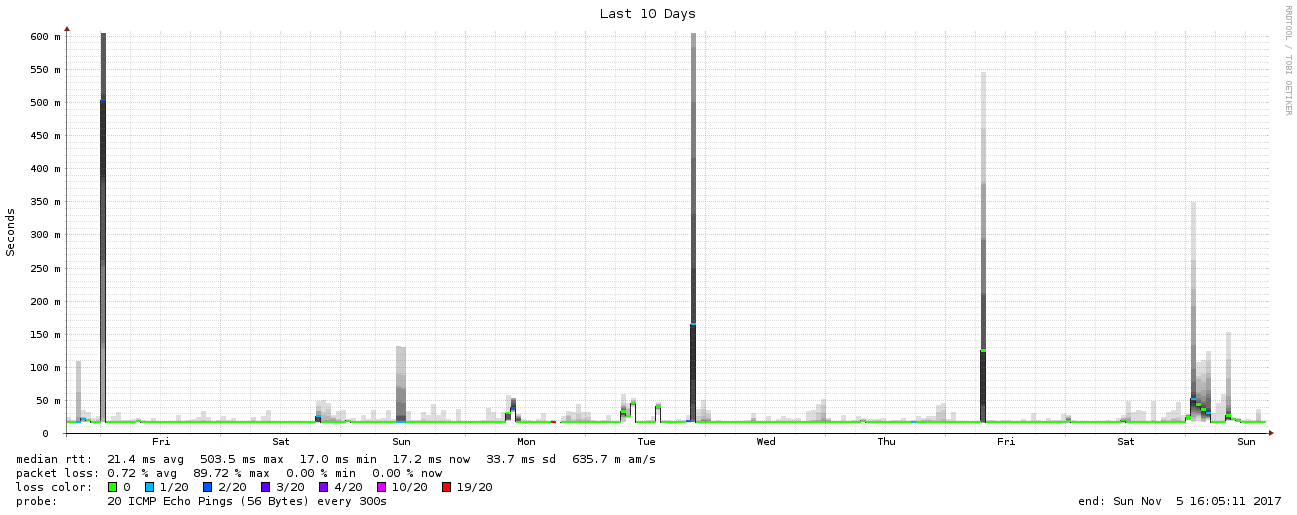 Last 10 Days
RRDTOOL / TOBI OETIKER
Seconds
600 m
550 m
500 m
450 m
400 m
350 m
300 m
250 m
200 m
150 m
100 m
50 m
0
Fri Sat Sun Mon Tue Wed Thu Fri Sat Sun
median rtt: 21.4 ms avg 503.5 ms max 17.0 ms min 17.2 ms now 33.7 ms sd 635.7 m am/s
packet loss: 0.72 % avg 89.72 % max 0.00 % min 0.00 % now
loss color: 0 1/20 2/20 3/20 4/20 10/20 19/20
probe: 20 ICMP Echo Pings (56 Bytes) every 300s end: Sun Nov 5 16:05:11 2017